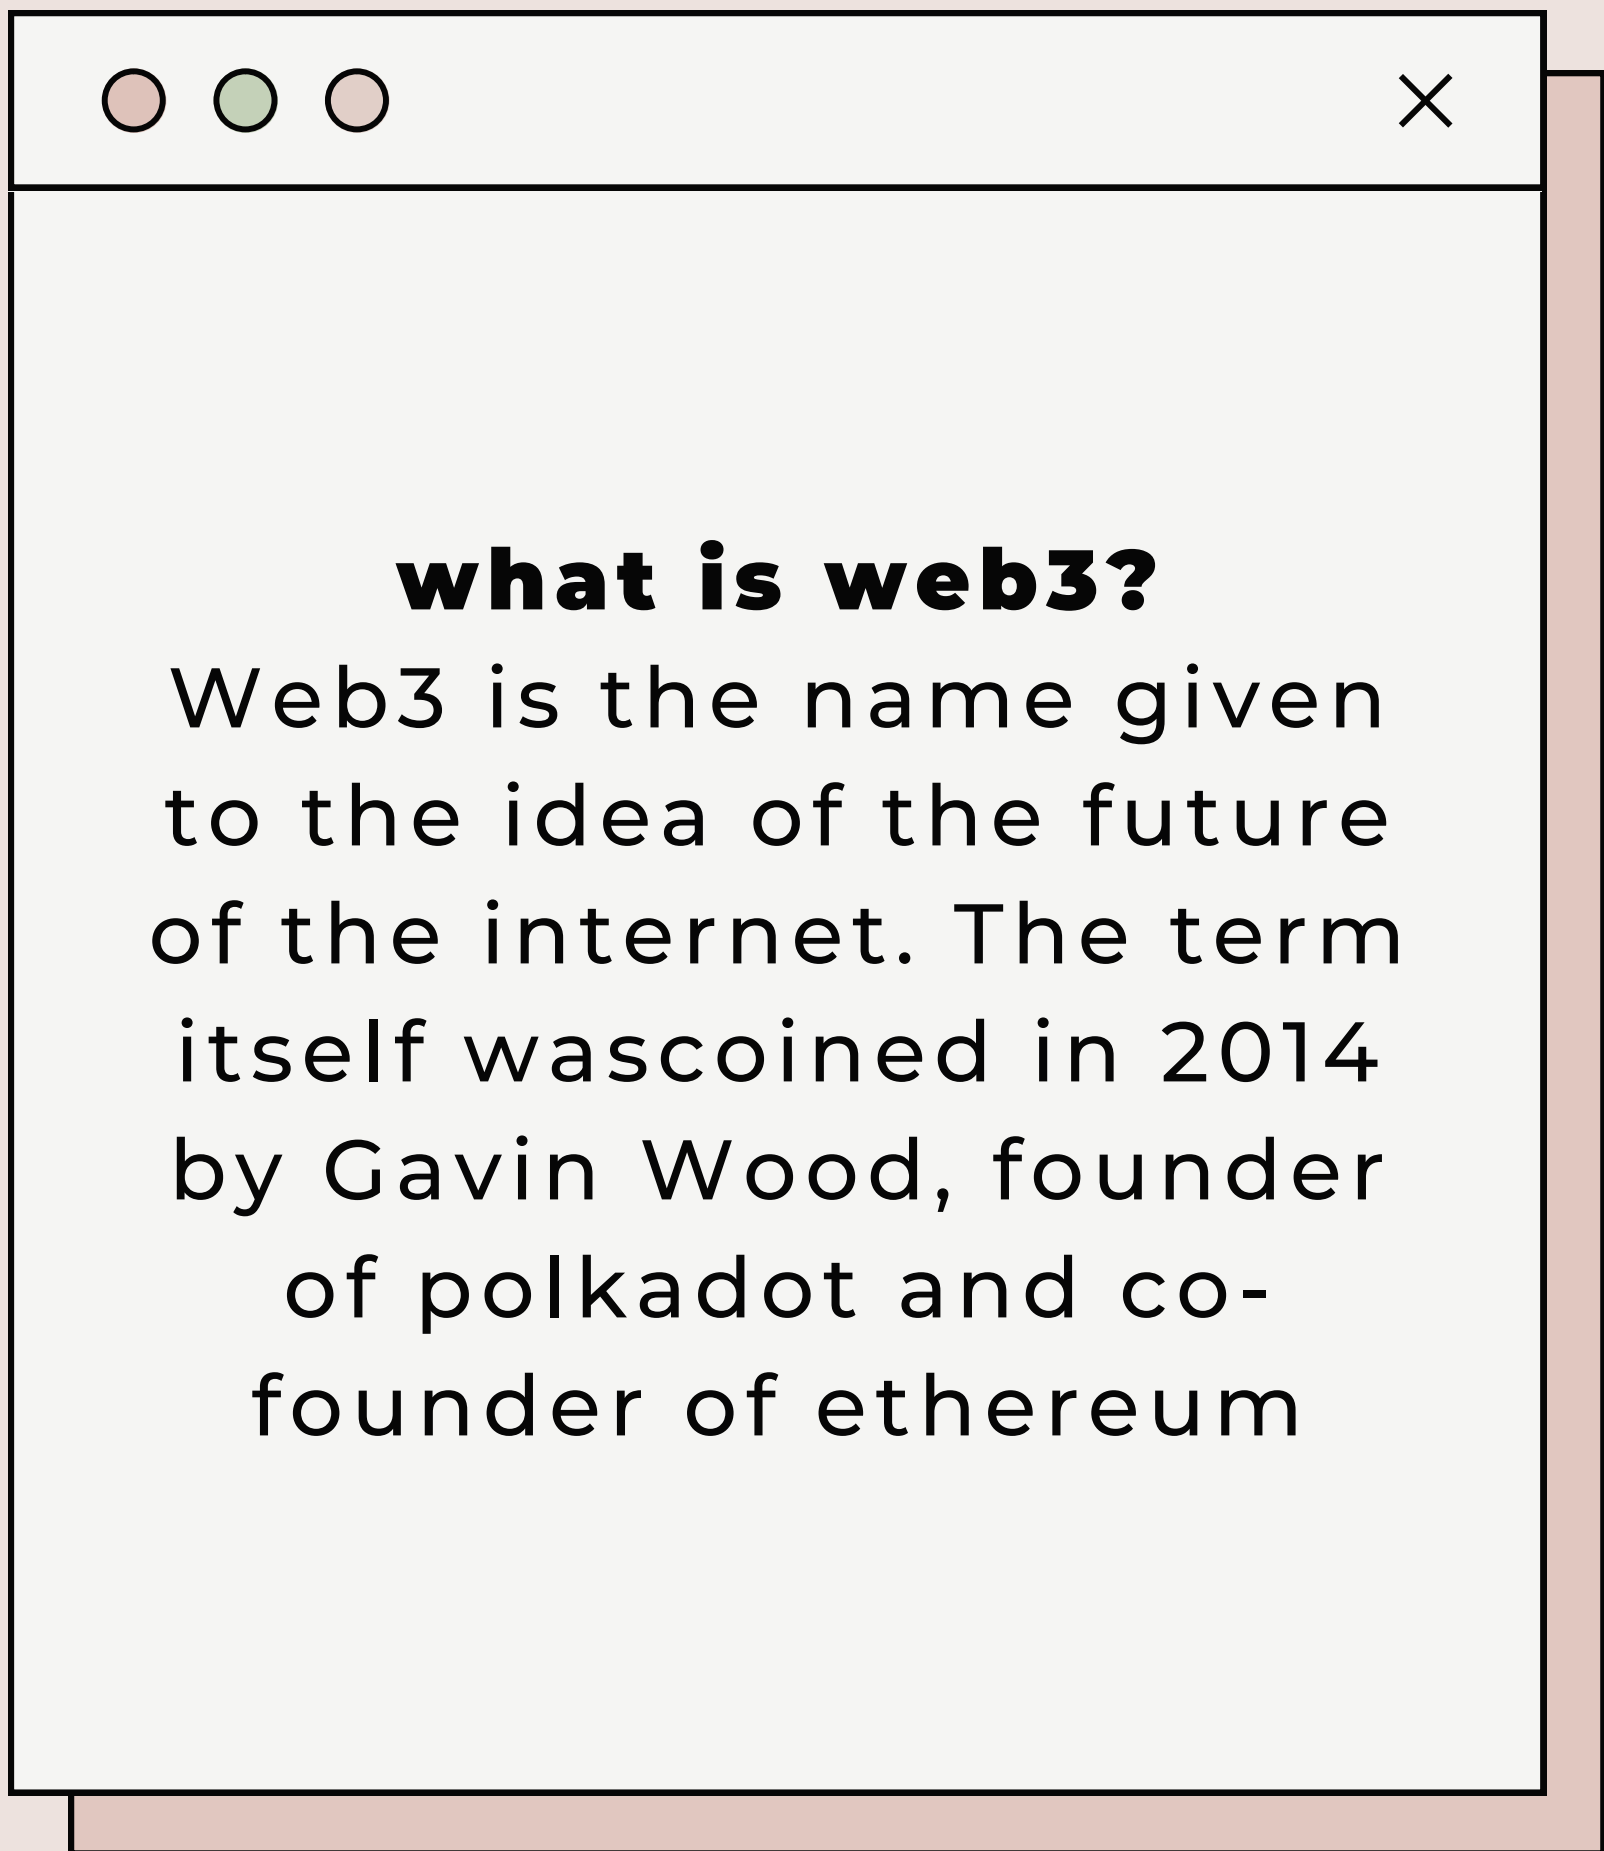 what is web3?
Web3 is the name given
to the idea of the future
of the internet. The term
itself wascoined in 2014
by Gavin Wood, founder
of polkadot and co-
founder of ethereum